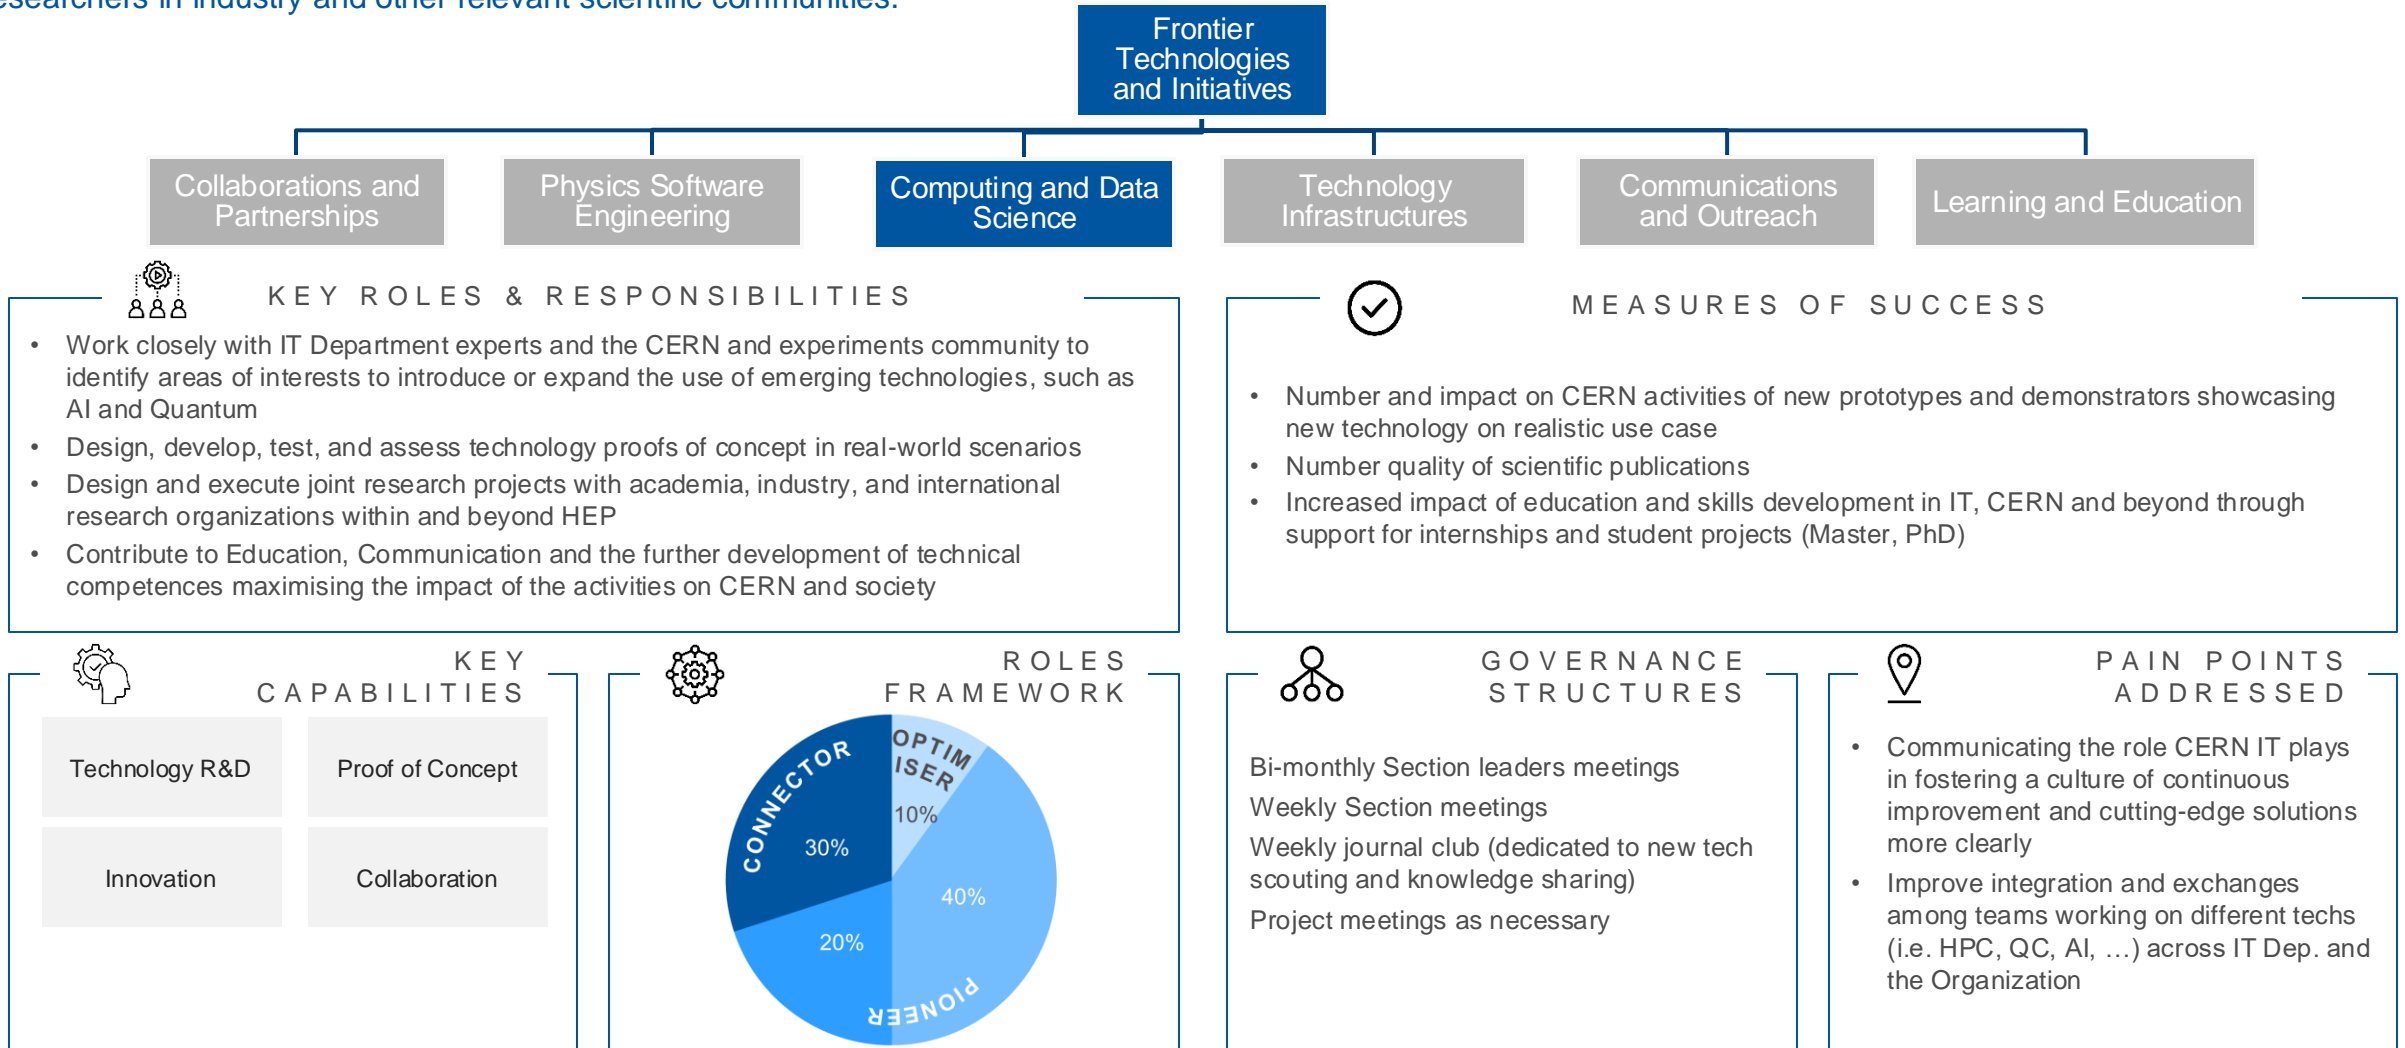 researchers in industry and other relevant scientific communities.
Frontier
Technologies
and Initiatives
Collaborations and
Partnerships
Physics Software
Engineering
Computing and Data
Science
Technology
Infrastructures
Communications
and Outreach
Learning and Education
KEY ROLES & RESPONSIBILITIES
• Work closely with IT Department experts and the CERN and experiments community to
identify areas of interests to introduce or expand the use of emerging technologies, such as
AI and Quantum
• Design, develop, test, and assess technology proofs of concept in real-world scenarios
• Design and execute joint research projects with academia, industry, and international
research organizations within and beyond HEP
• Contribute to Education, Communication and the further development of technical
competences maximising the impact of the activities on CERN and society
MEASURES OF SUCCESS
• Number and impact on CERN activities of new prototypes and demonstrators showcasing
new technology on realistic use case
• Number quality of scientific publications
• Increased impact of education and skills development in IT, CERN and beyond through
support for internships and student projects (Master, PhD)
KEY
CAPABILITIES
Technology R&D
Proof of Concept
Innovation
Collaboration
ROLES
FRAMEWORK
CONNECTOR
30%
OPTIM
ISER
10%
40%
20%
PIONEER
GOVERNANCE
STRUCTURES
Bi-monthly Section leaders meetings
Weekly Section meetings
Weekly journal club (dedicated to new tech
scouting and knowledge sharing)
Project meetings as necessary
PAIN POINTS
ADDRESSED
• Communicating the role CERN IT plays
in fostering a culture of continuous
improvement and cutting-edge solutions
more clearly
• Improve integration and exchanges
among teams working on different techs
(i.e. HPC, QC, AI, …) across IT Dep. and
the Organization